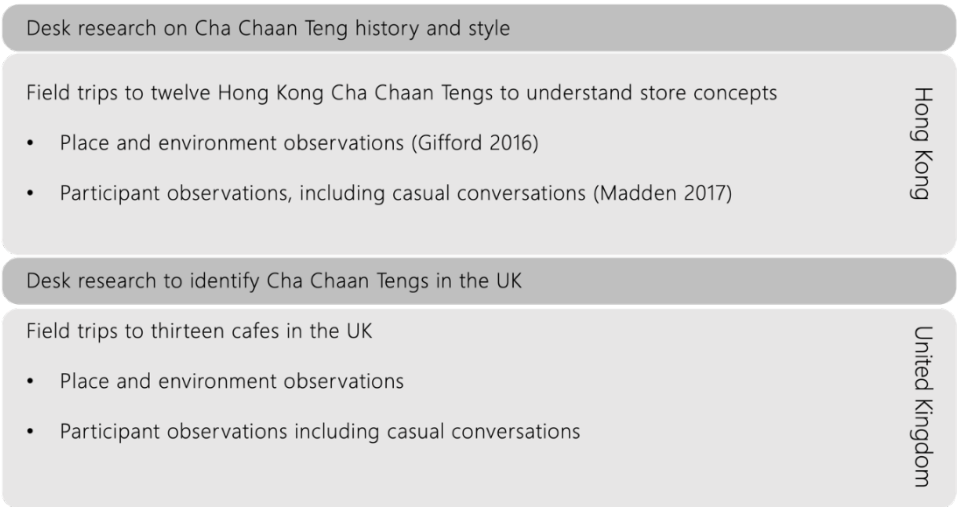 Desk research on Cha Chaan Teng history and style
Field trips to twelve Hong Kong Cha Chaan Tengs to understand store concepts
• Place and environment observations (Gifford 2016)
• Participant observations, including casual conversations (Madden 2017)
Hong Kong
Desk research to identify Cha Chaan Tengs in the UK
Field trips to thirteen cafes in the UK
• Place and environment observations
• Participant observations including casual conversations
United Kingdom